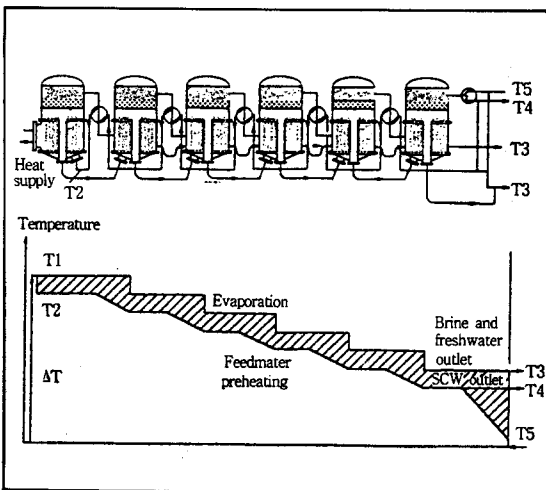 T5
T4
T3
Heat
supply
T2
T3
Temperature
T1
Evaporation
T2
Brine and
freshwater
outlet
Feedmater
preheating
T3
SCW outlet
ΔT
T4
T5